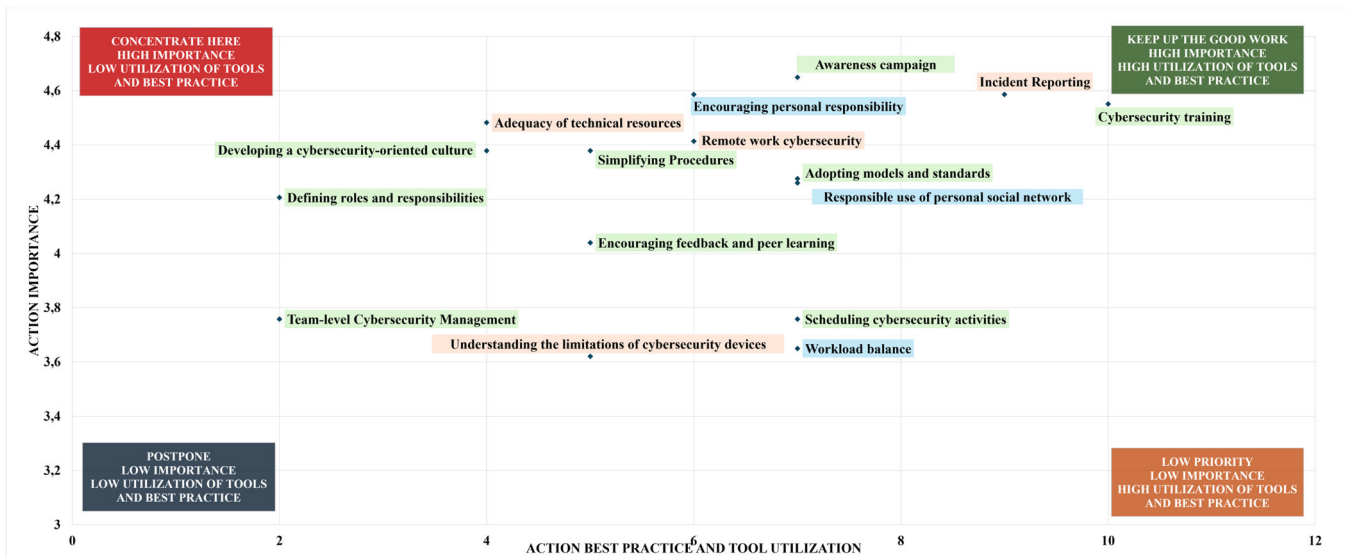 CONCENTRATE HERE
HIGH IMPORTANCE
LOW UTILIZATION OF TOOLS
AND BEST PRACTICE
KEEP UP THE GOOD WORK
HIGH IMPORTANCE
HIGH UTILIZATION OF TOOLS
AND BEST PRACTICE
4,8
4,6
4,4
4,2
4
3,8
3,6
3,4
3,2
3
ACTION IMPORTANCE
Awareness campaign
Incident Reporting
Encouraging personal responsibility
Cybersecurity training
Adequacy of technical resources
Remote work cybersecurity
Developing a cybersecurity-oriented culture
Simplifying Procedures
Adopting models and standards
Defining roles and responsibilities
Responsible use of personal social network
Encouraging feedback and peer learning
Team-level Cybersecurity Management
Scheduling cybersecurity activities
Understanding the limitations of cybersecurity devices
Workload balance
POSTPONE
LOW IMPORTANCE
LOW UTILIZATION OF TOOLS
AND BEST PRACTICE
LOW PRIORITY
LOW IMPORTANCE
HIGH UTILIZATION OF TOOLS
AND BEST PRACTICE
0
2
4
6
8
10
12
ACTION BEST PRACTICE AND TOOL UTILIZATION